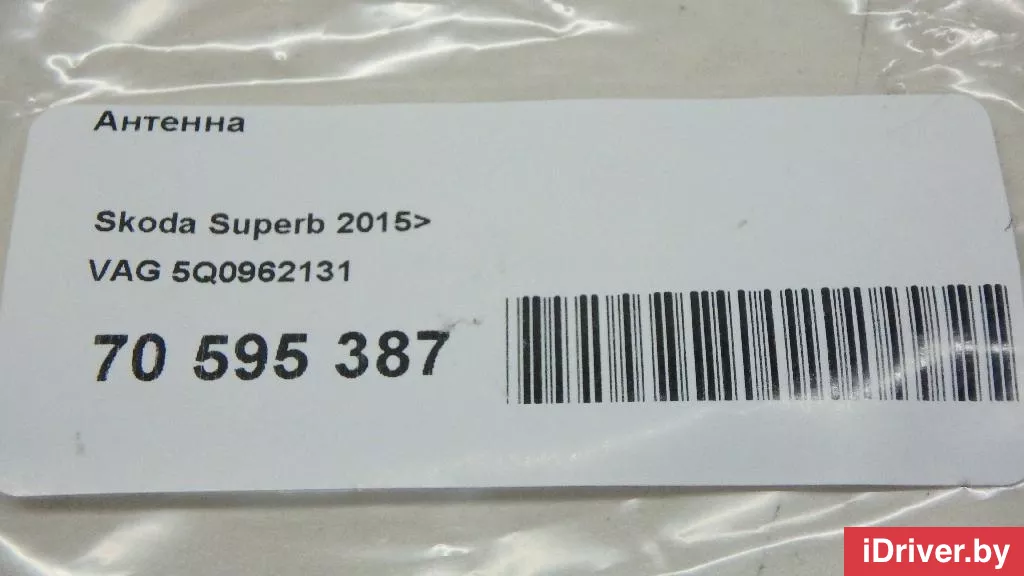 Антенна
Skoda Superb 2015>
VAG 5Q0962131
70 595 387
iDriver.by